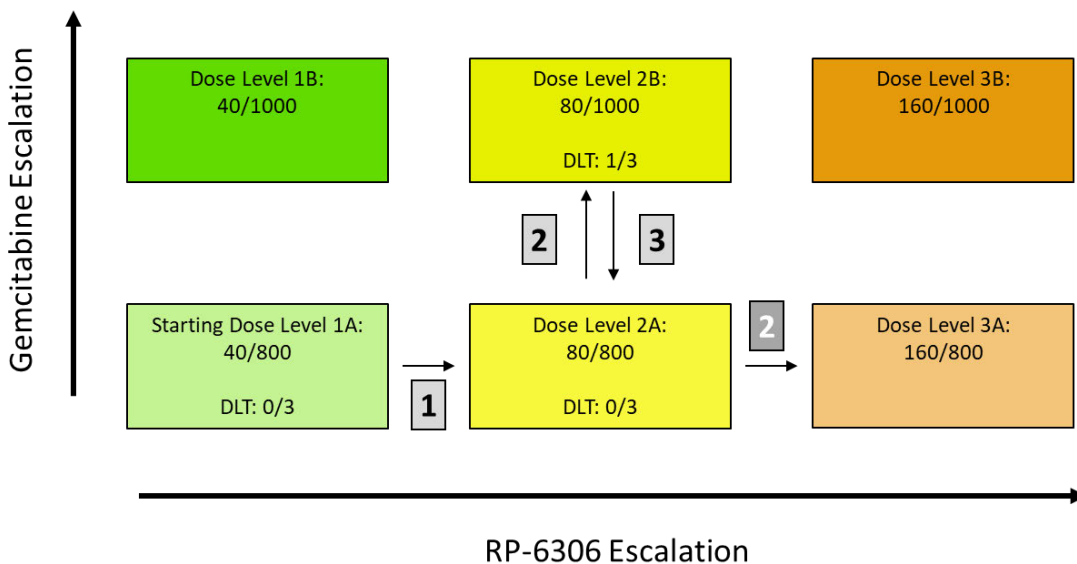 Gemcitabine Escalation
Dose Level 1B:
40/1000
Dose Level 2B:
80/1000
DLT: 1/3
Dose Level 3B:
160/1000
2
3
Starting Dose Level 1A:
40/800
DLT: 0/3
1
Dose Level 2A:
80/800
DLT: 0/3
2
Dose Level 3A:
160/800
RP-6306 Escalation